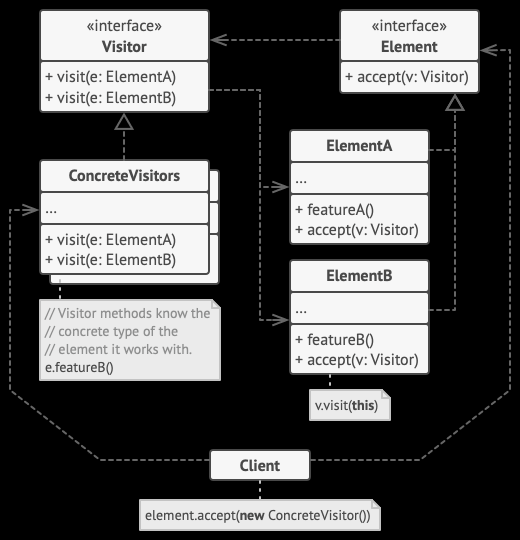 «interface»
Visitor
+ visit(e: ElementA)
+ visit(e: ElementB)
«interface»
Element
+ accept(v: Visitor)
ConcreteVisitors
...
+ visit(e: ElementA)
+ visit(e: ElementB)
// Visitor methods know the
// concrete type of the
// element it works with.
e.featureB()
ElementA
...
+ featureA()
+ accept(v: Visitor)
ElementB
...
+ featureB()
+ accept(v: Visitor)
v.visit(this)
Client
element.accept(new ConcreteVisitor())